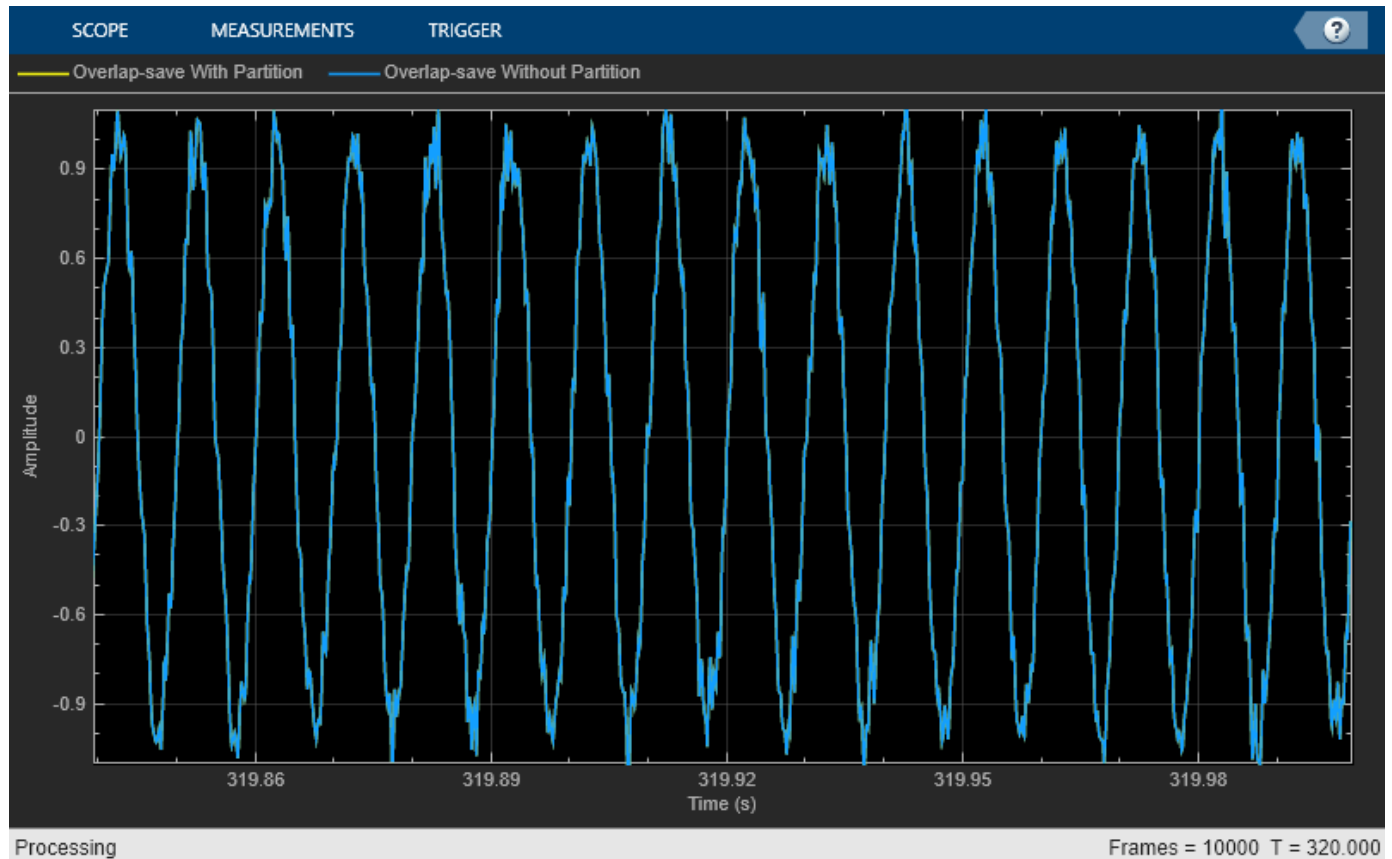 SCOPE MEASUREMENTS TRIGGER ?
Overlap-save With Partition Overlap-save Without Partition
0.9
0.6
0.3
0
-0.3
-0.6
-0.9
Amplitude
319.86 319.89 319.92 319.95 319.98
Time (s)
Processing Frames = 10000 T = 320.000